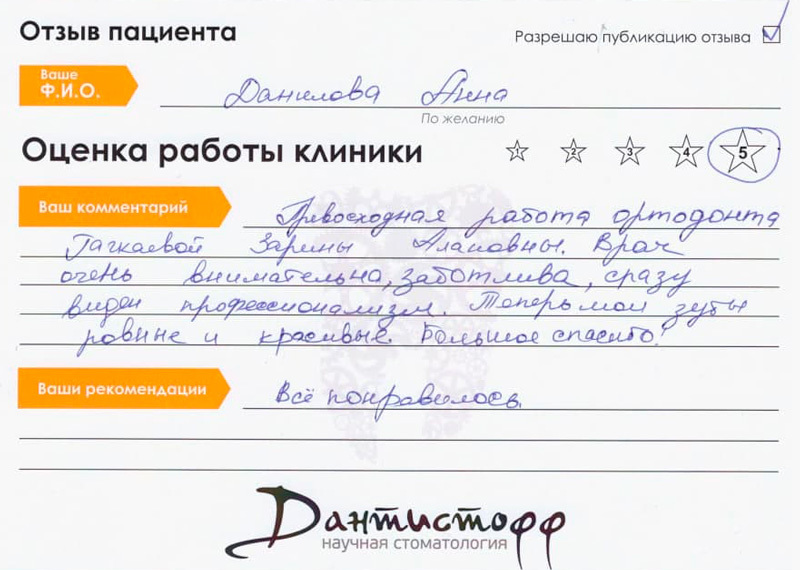 Отзыв пациента
Разрешаю публикацию отзыва
Ваше
Ф.И.О.
Данилова Анна
По желанию
Оценка работы клиники
1 2 3 4 5
Ваш комментарий
Превосходная работа ортодонта
Гагкаевой Зарины Алановны. Врач
очень внимательна, заботлива, сразу
виден профессионализм. Теперь мои зубы
ровные и красивые. Большое спасибо!
Ваши рекомендации
Всё понравилось.
Дантистофф
научная стоматология